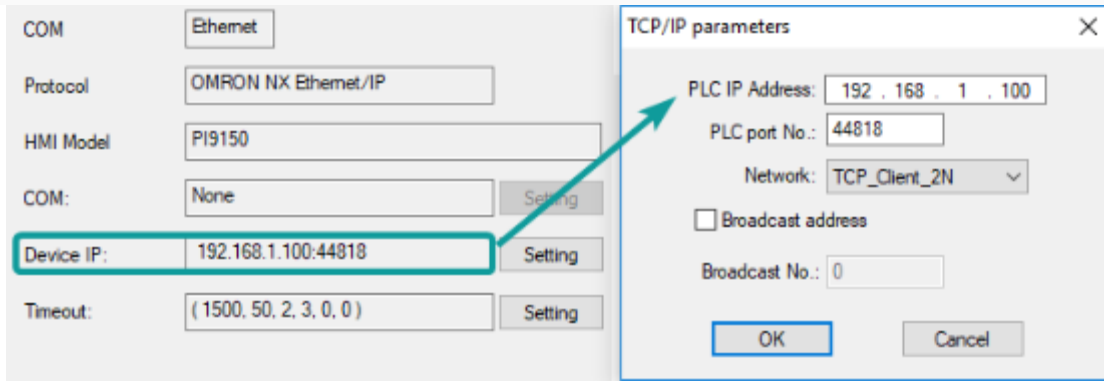 COM Ethernet
Protocol OMRON NX Ethernet/IP
HMI Model PI9150
COM: None Setting
Device IP: 192.168.1.100:44818 Setting
Timeout: ( 1500, 50, 2, 3, 0, 0 ) Setting
TCP/IP parameters
PLC IP Address: 192 . 168 . 1 . 100
PLC port No.: 44818
Network: TCP_Client_2N
Broadcast address
Broadcast No.: 0
OK Cancel